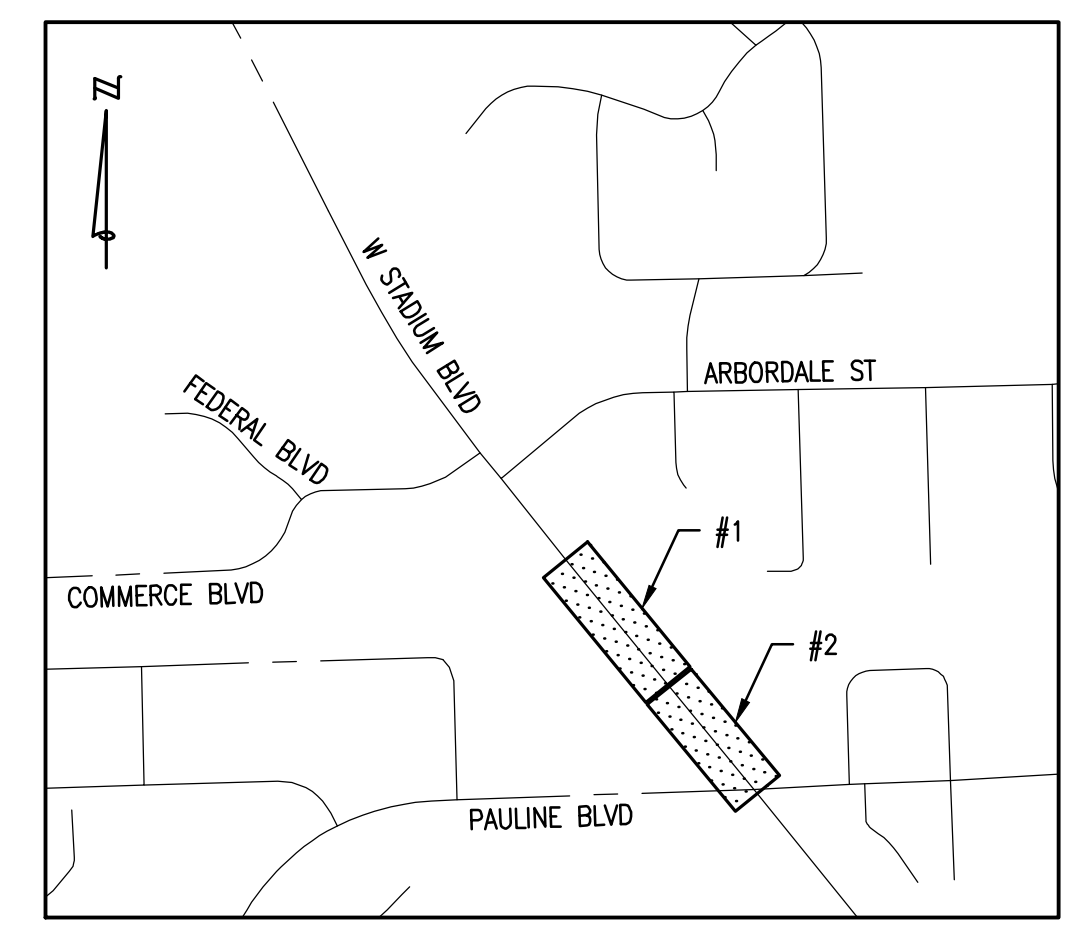 N
W STADIUM BLVD
ARBORDALE ST
FEDERAL BLVD
#1
COMMERCE BLVD
#2
PAULINE BLVD